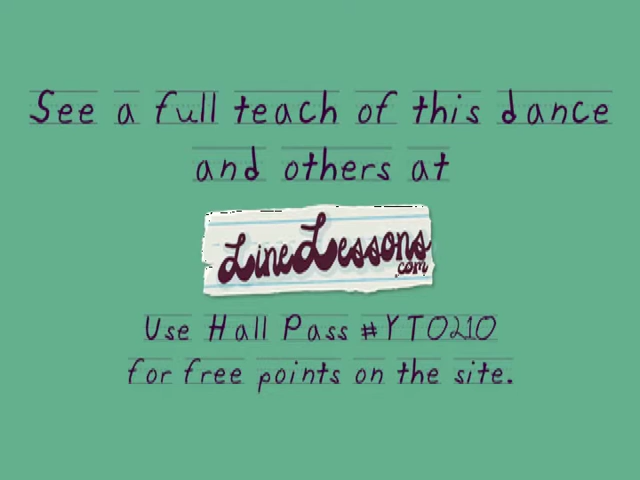 See a full teach of this dance
and others at
LineLessons
.com
Use Hall Pass #YT0210
for free points on the site.